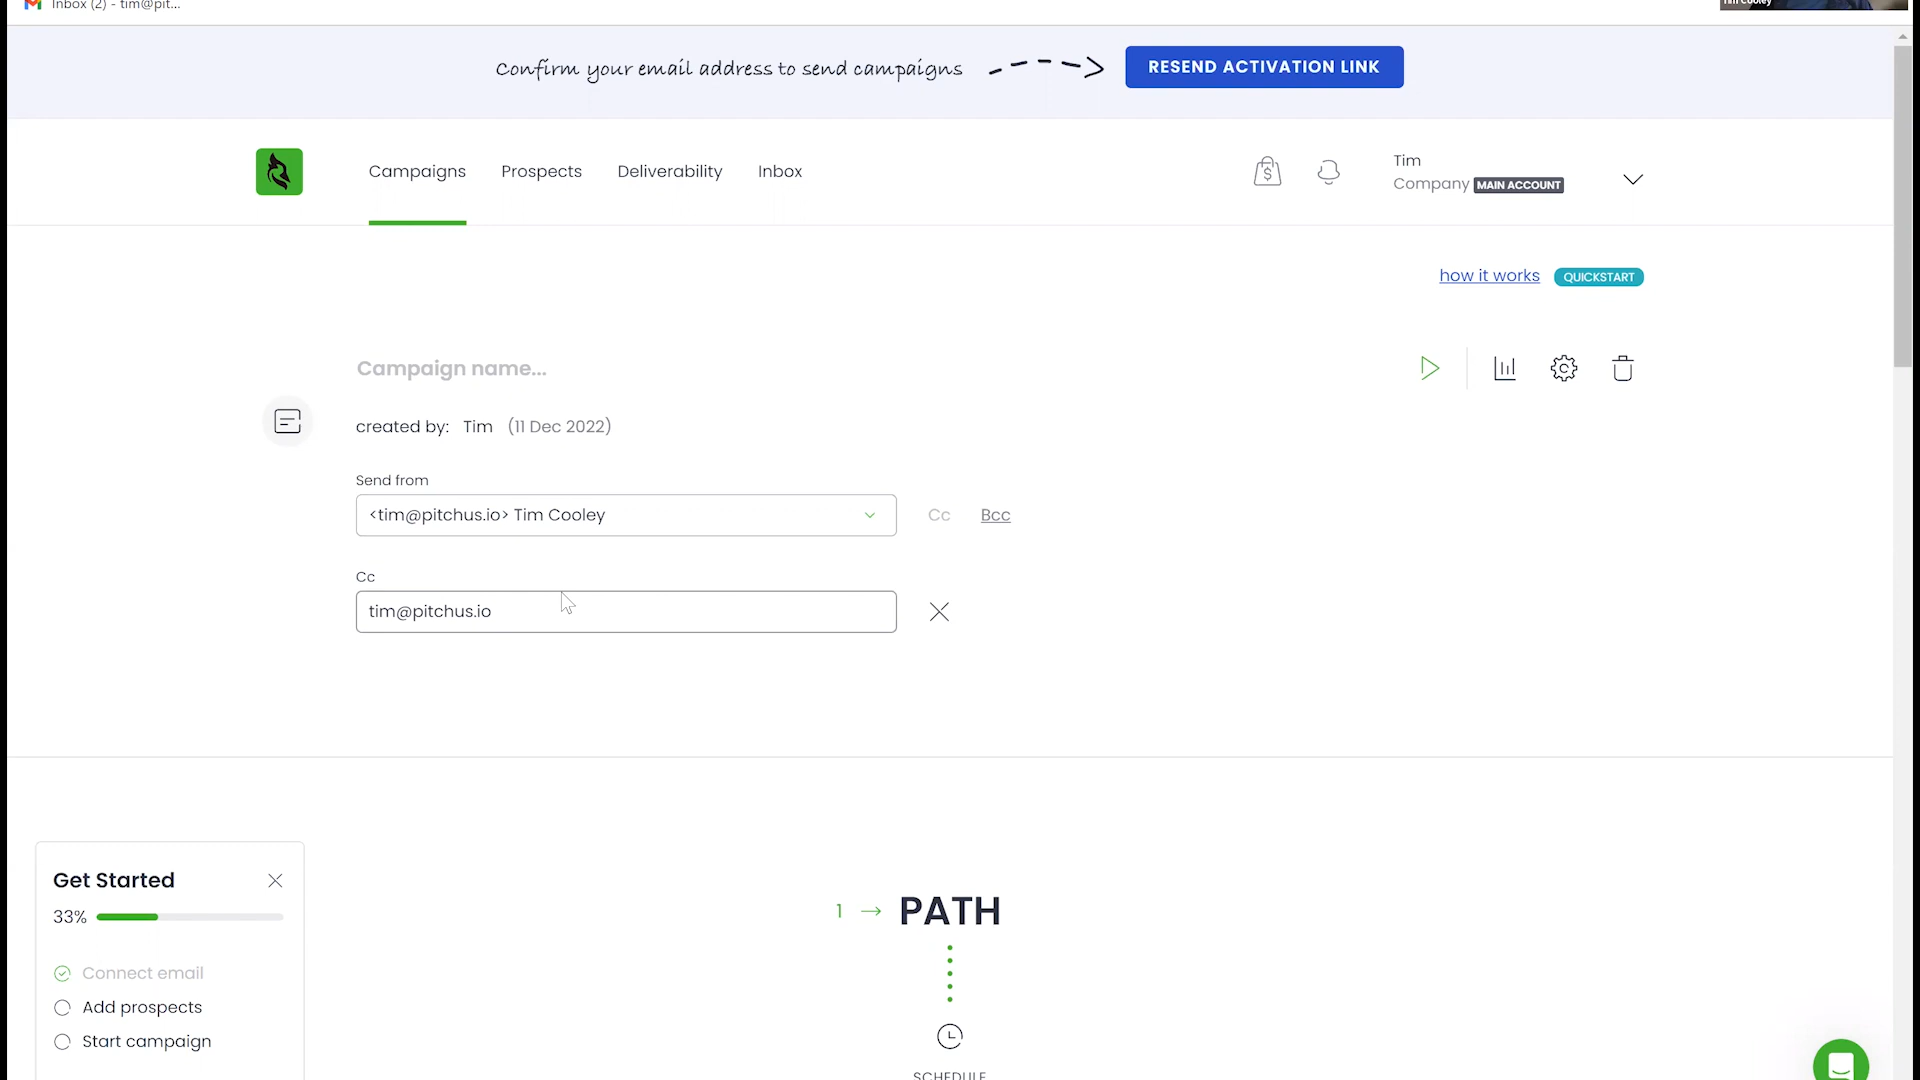 Inbox (2) - tim@pit...
Tim Cooley
Confirm your email address to send campaigns
RESEND ACTIVATION LINK
Campaigns Prospects Deliverability Inbox
Tim
Company MAIN ACCOUNT
how it works QUICKSTART
Campaign name...
created by: Tim (11 Dec 2022)
Send from
<tim@pitchus.io> Tim Cooley
Cc Bcc
Cc
tim@pitchus.io
Get Started
33%
Connect email
Add prospects
Start campaign
1 → PATH
SCHEDULE